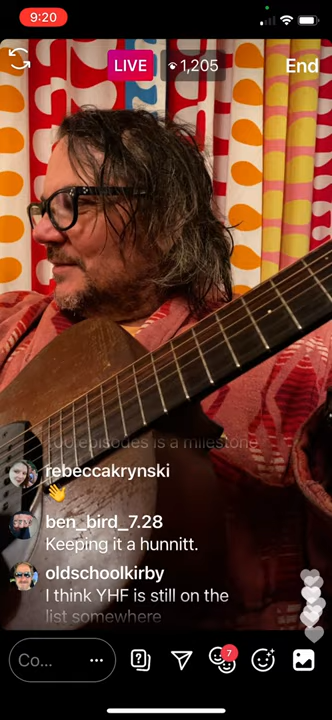 9:20
LIVE
1,205
End
100 episodes is a milestone
rebeccakrynski
👋
ben_bird_7.28
Keeping it a hunnitt.
oldschoolkirby
I think YHF is still on the
list somewhere
Co...
7